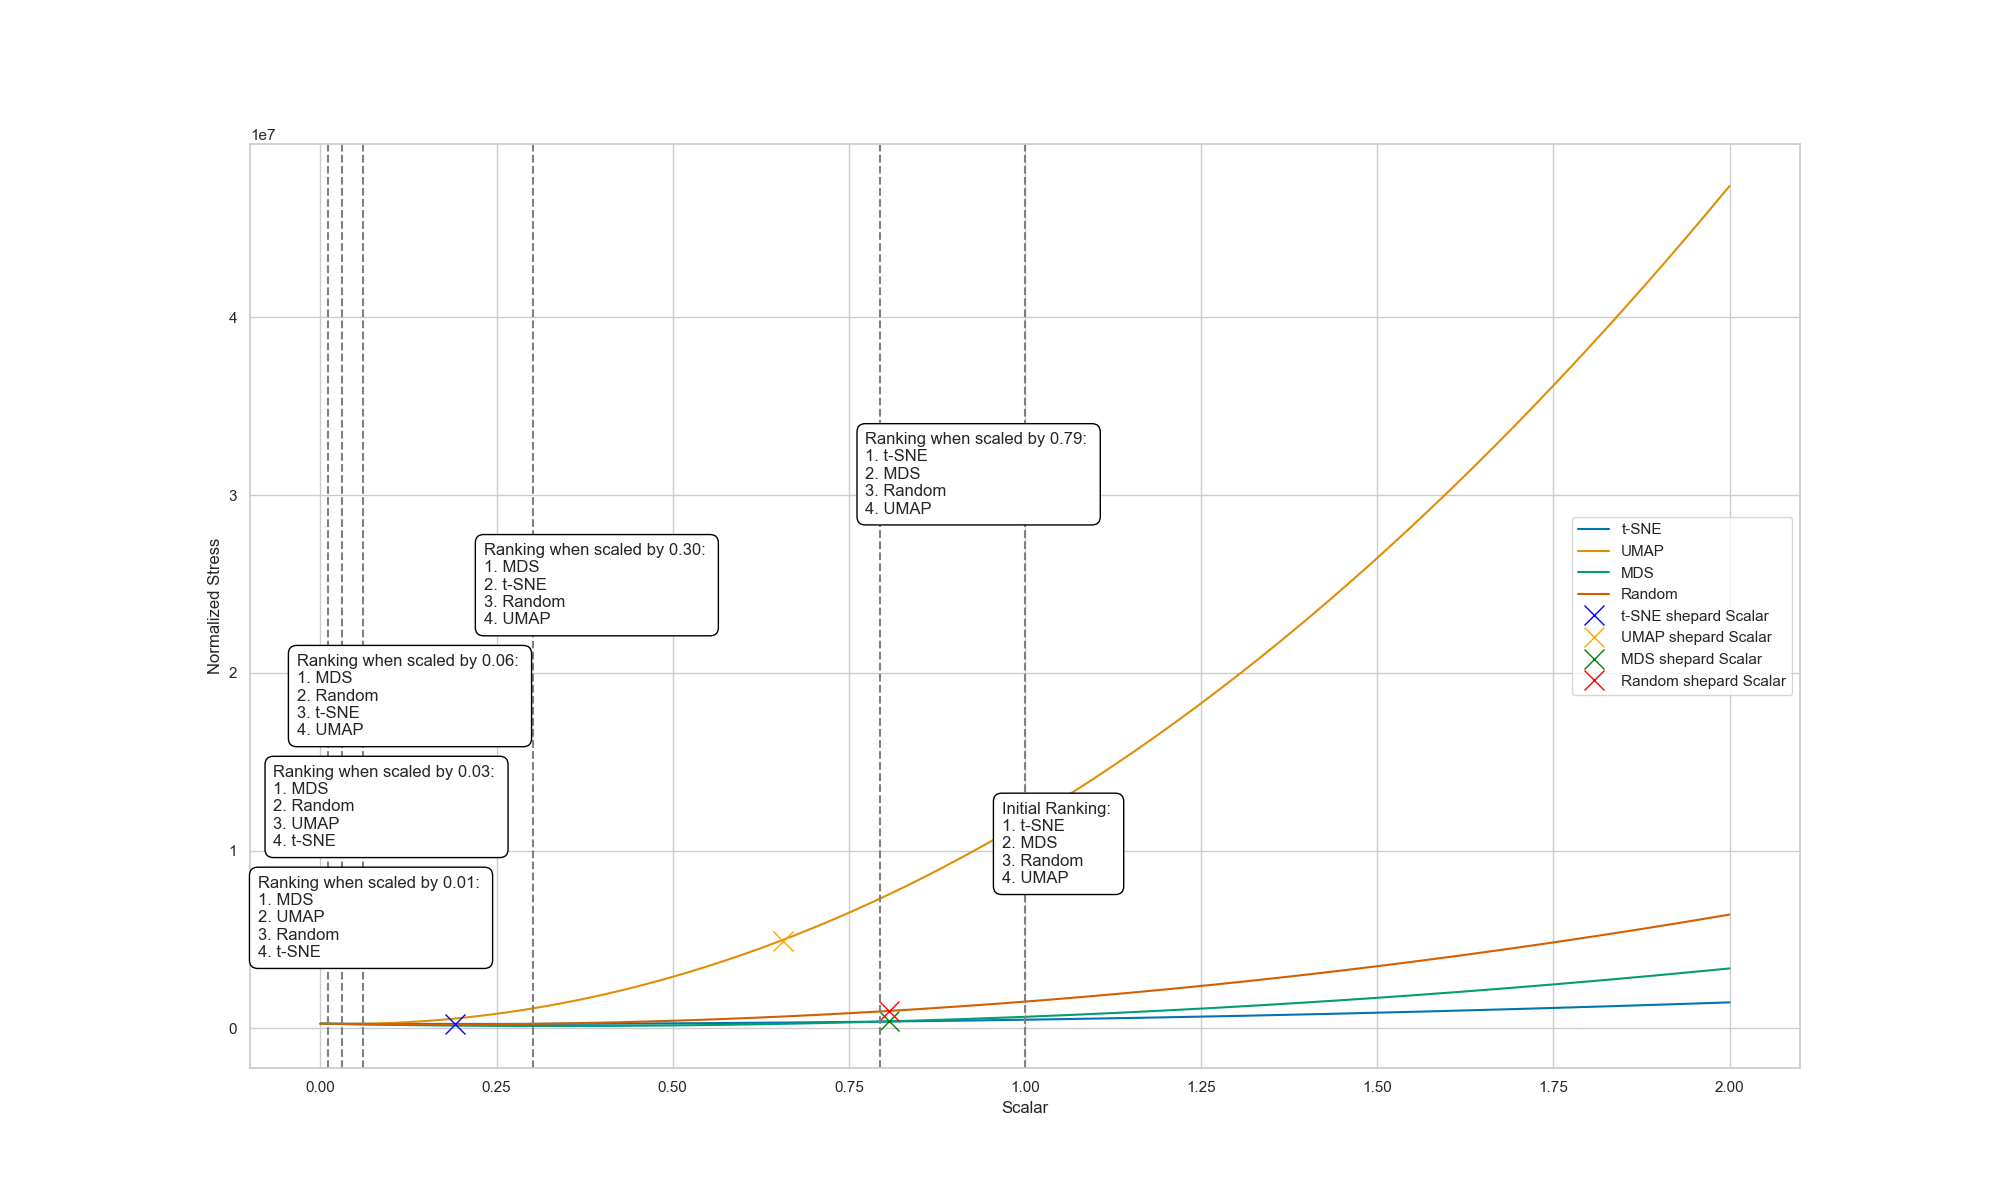 1e7
4
3
2
1
0
Normalized Stress
Ranking when scaled by 0.79:
1. t-SNE
2. MDS
3. Random
4. UMAP
Ranking when scaled by 0.30:
1. MDS
2. t-SNE
3. Random
4. UMAP
Ranking when scaled by 0.06:
1. MDS
2. Random
3. t-SNE
4. UMAP
Ranking when scaled by 0.03:
1. MDS
2. Random
3. UMAP
4. t-SNE
Initial Ranking:
1. t-SNE
2. MDS
3. Random
4. UMAP
Ranking when scaled by 0.01:
1. MDS
2. UMAP
3. Random
4. t-SNE
t-SNE
UMAP
MDS
Random
t-SNE shepard Scalar
UMAP shepard Scalar
MDS shepard Scalar
Random shepard Scalar
0.00 0.25 0.50 0.75 1.00 1.25 1.50 1.75 2.00
Scalar